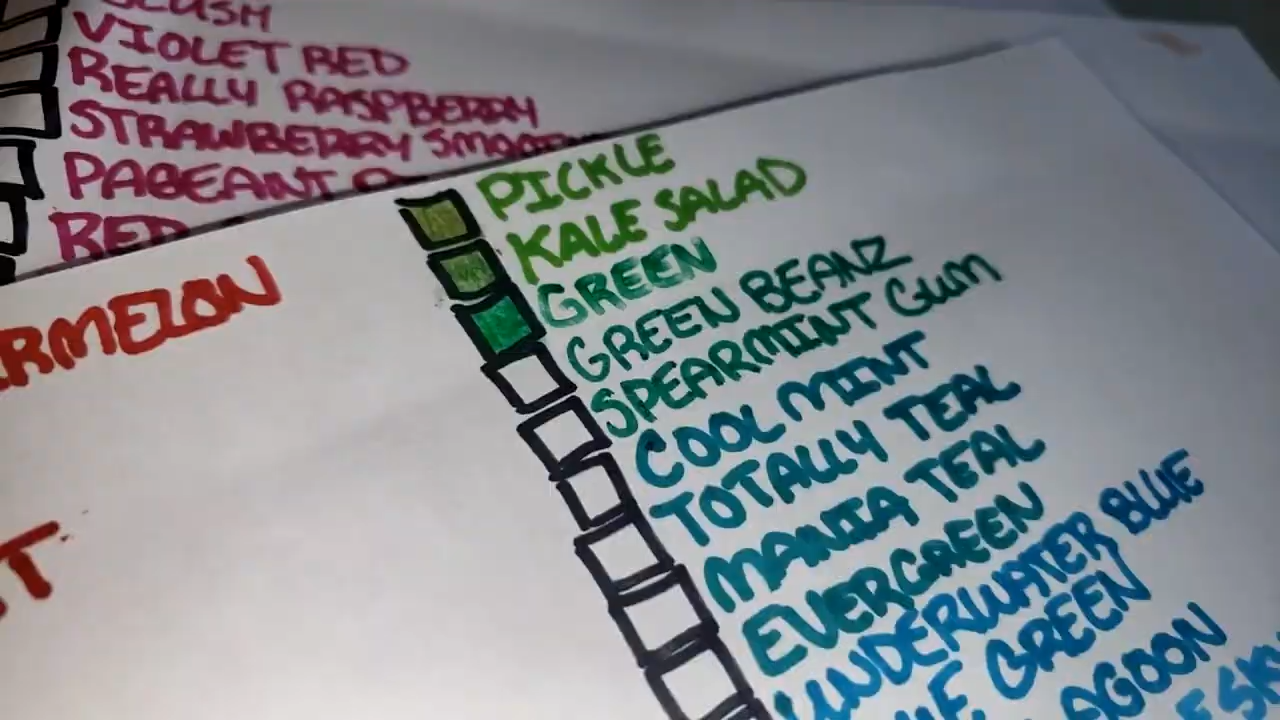 VIOLET RED
REALLY RASPBERRY
STRAWBERRY
PAGEANT
RED
PICKLE
KALE SALAD
GREEN
GREEN BEANZ
SPEARMINT GUM
COOL MINT
TOTALLY TEAL
MANIA TEAL
EVERGREEN
UNDERWATER BLUE
GREEN